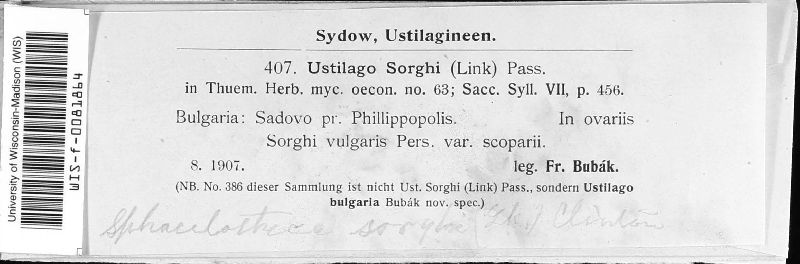 University of Wisconsin-Madison (WIS)
WIS-f-0081864
Sydow, Ustilagineen.
407. Ustilago Sorghi (Link) Pass.
in Thuem. Herb. myc. oecon. no. 63; Sacc. Syll. VII, p. 456.
Bulgaria: Sadovo pr. Phillippopolis. In ovariis
Sorghi vulgaris Pers. var. scoparii.
8. 1907. leg. Fr. Bubák.
(NB. No. 386 dieser Sammlung ist nicht Ust. Sorghi (Link) Pass., sondern Ustilago
bulgaria Bubák nov. spec.)
Sphacelotheca sorghi (Lk.) Clinton